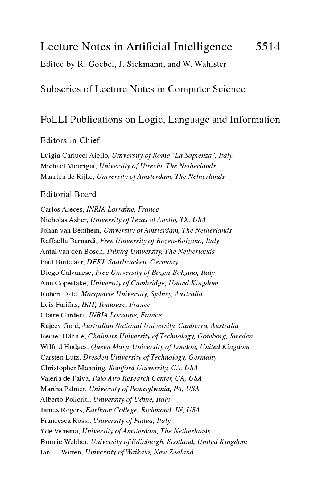 Lecture Notes in Artificial Intelligence 5514
Edited by R. Goebel, J. Siekmann, and W. Wahlster
Subseries of Lecture Notes in Computer Science
FoLLI Publications on Logic, Language and Information
Editors-in-Chief
Luigia Carlucci Aiello, University of Rome "La Sapienza", Italy
Michael Moortgat, University of Utrecht, The Netherlands
Maarten de Rijke, University of Amsterdam, The Netherlands
Editorial Board
Carlos Areces, INRIA Lorraine, France
Nicholas Asher, University of Texas at Austin, TX, USA
Johan van Benthem, University of Amsterdam, The Netherlands
Raffaella Bernardi, Free University of Bozen-Bolzano, Italy
Antal van den Bosch, Tilburg University, The Netherlands
Paul Buitelaar, DFKI, Saarbrücken, Germany
Diego Calvanese, Free University of Bozen-Bolzano, Italy
Ann Copestake, University of Cambridge, United Kingdom
Robert Dale, Macquarie University, Sydney, Australia
Luis Fariñas, IRIT, Toulouse, France
Claire Gardent, INRIA Lorraine, France
Rajeev Goré, Australian National University, Canberra, Australia
Reiner Hähnle, Chalmers University of Technology, Göteborg, Sweden
Wilfrid Hodges, Queen Mary, University of London, United Kingdom
Carsten Lutz, Dresden University of Technology, Germany
Christopher Manning, Stanford University, CA, USA
Valeria de Paiva, Palo Alto Research Center, CA, USA
Martha Palmer, University of Pennsylvania, PA, USA
Alberto Policriti, University of Udine, Italy
James Rogers, Earlham College, Richmond, IN, USA
Francesca Rossi, University of Padua, Italy
Yde Venema, University of Amsterdam, The Netherlands
Bonnie Webber, University of Edinburgh, Scotland, United Kingdom
Ian H. Witten, University of Waikato, New Zealand